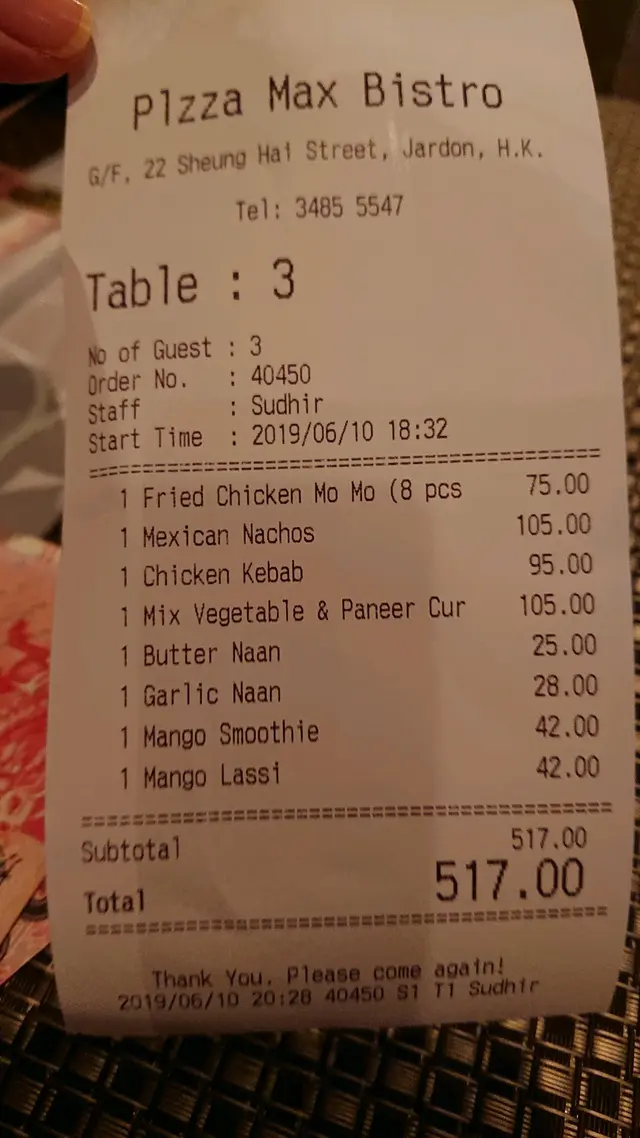 Pizza Max Bistro
G/F, 22 Sheung Hai Street, Jardon, H.K.
Tel: 3485 5547
Table : 3
No of Guest : 3
Order No. : 40450
Staff : Sudhir
Start Time : 2019/06/10 18:32
1 Fried Chicken Mo Mo (8 pcs 75.00
1 Mexican Nachos 105.00
1 Chicken Kebab 95.00
1 Mix Vegetable & Paneer Cur 105.00
1 Butter Naan 25.00
1 Garlic Naan 28.00
1 Mango Smoothie 42.00
1 Mango Lassi 42.00
Subtotal 517.00
Total 517.00
Thank You, Please come again!
2019/06/10 20:28 40450 S1 T1 Sudhir